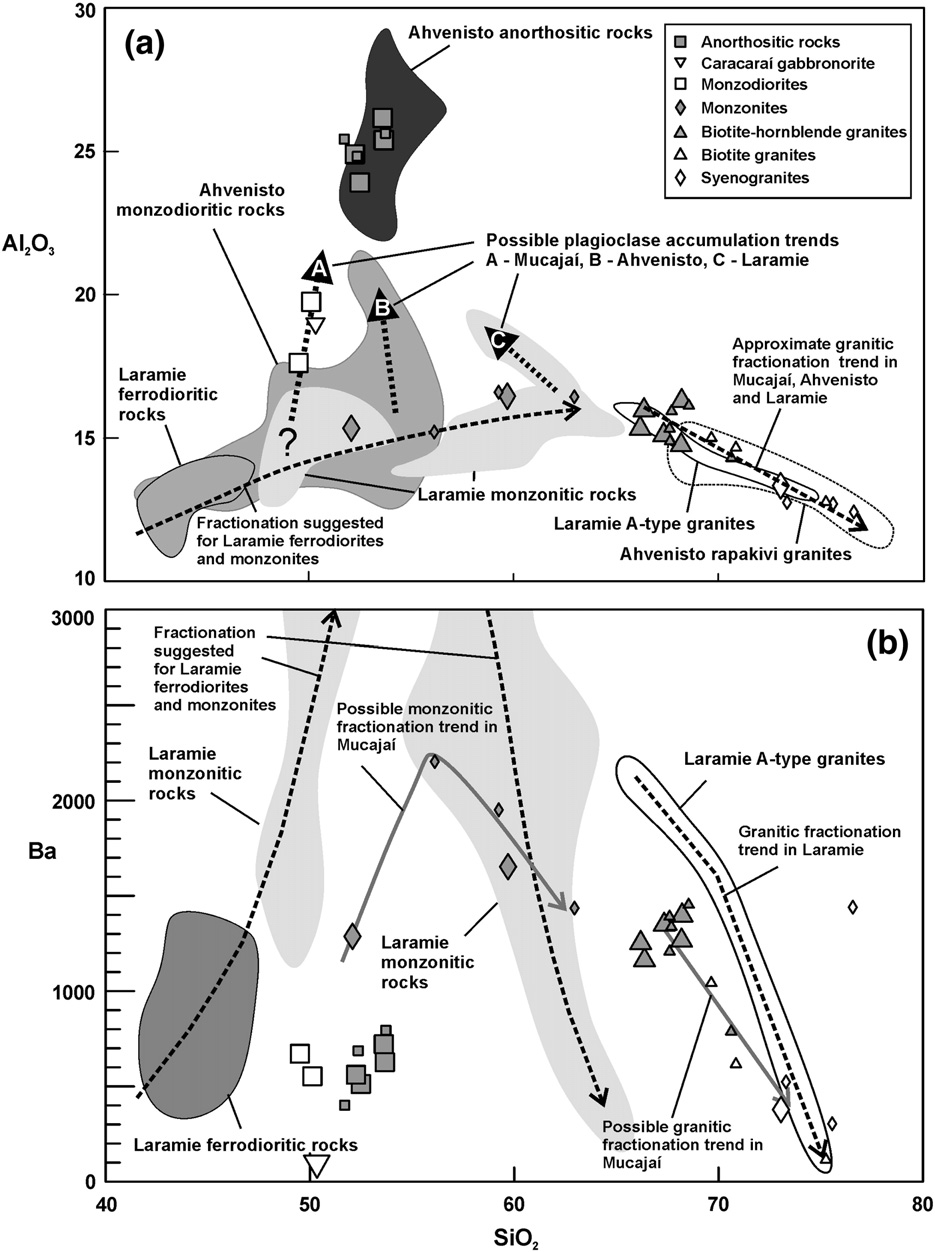 (a)
30
25
20
15
10
Al₂O₃
Ahvenisto anorthositic rocks
Anorthositic rocks
Caracaraí gabbronorite
Monzodiorites
Monzonites
Biotite-hornblende granites
Biotite granites
Syenogranites
Ahvenisto
monzodioritic rocks
A
B
C
Possible plagioclase accumulation trends
A - Mucajaí, B - Ahvenisto, C - Laramie
Laramie
ferrodioritic
rocks
?
Approximate granitic
fractionation trend in
Mucajaí, Ahvenisto
and Laramie
Laramie monzonitic rocks
Fractionation suggested
for Laramie ferrodiorites
and monzonites
Laramie A-type granites
Ahvenisto rapakivi granites
(b)
3000
2000
1000
0
Ba
Fractionation
suggested
for Laramie
ferrodiorites
and monzonites
Possible monzonitic
fractionation trend in
Mucajaí
Laramie
monzonitic
rocks
Laramie A-type granites
Granitic fractionation
trend in Laramie
Laramie
monzonitic
rocks
Laramie ferrodioritic rocks
Possible granitic
fractionation trend in
Mucajaí
40
50
60
70
80
SiO₂